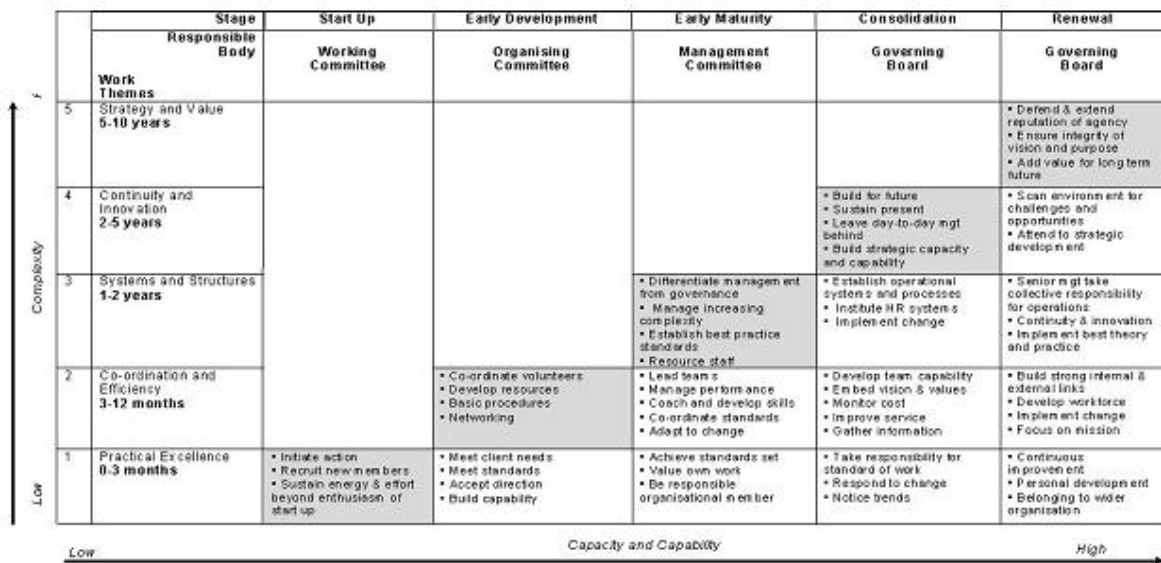 Stage
Start Up
Early Development
Early Maturity
Consolidation
Renewal
Responsible
Body
Work
Themes
Working
Committee
Organising
Committee
Management
Committee
Governing
Board
Governing
Board
5
Strategy and Value
5-10 years
▪ Defend & extend
reputation of agency
▪ Ensure integrity of
vision and purpose
▪ Add value for long term
future
4
Continuity and
Innovation
2-5 years
▪ Build for future
▪ Sustain present
▪ Leave day-to-day mgt
behind
▪ Build strategic capacity
and capability
▪ Scan environment for
challenges and
opportunities
▪ Attend to strategic
development
3
Systems and Structures
1-2 years
▪ Differentiate management
from governance
▪ Manage increasing
complexity
▪ Establish best practice
standards
▪ Resource staff
▪ Establish operational
systems and processes
▪ Institute HR systems
▪ Implement change
▪ Senior mgt take
collective responsibility
for operations
▪ Continuity & innovation
▪ Implement best theory
and practice
2
Co-ordination and
Efficiency
3-12 months
▪ Co-ordinate volunteers
▪ Develop resources
▪ Basic procedures
▪ Networking
▪ Lead teams
▪ Manage performance
▪ Coach and develop skills
▪ Co-ordinate standards
▪ Adapt to change
▪ Develop team capability
▪ Embed vision & values
▪ Monitor cost
▪ Improve service
▪ Gather information
▪ Build strong internal &
external links
▪ Develop workforce
▪ Implement change
▪ Focus on mission
1
Practical Excellence
0-3 months
▪ Initiate action
▪ Recruit new members
▪ Sustain energy & effort
beyond enthusiasm of
start up
▪ Meet client needs
▪ Meet standards
▪ Accept direction
▪ Build capability
▪ Achieve standards set
▪ Value own work
▪ Be responsible
organisational member
▪ Take responsibility for
standard of work
▪ Respond to change
▪ Notice trends
▪ Continuous
improvement
▪ Personal development
▪ Belonging to wider
organisation
Complexity
Low
Low
Capacity and Capability
High